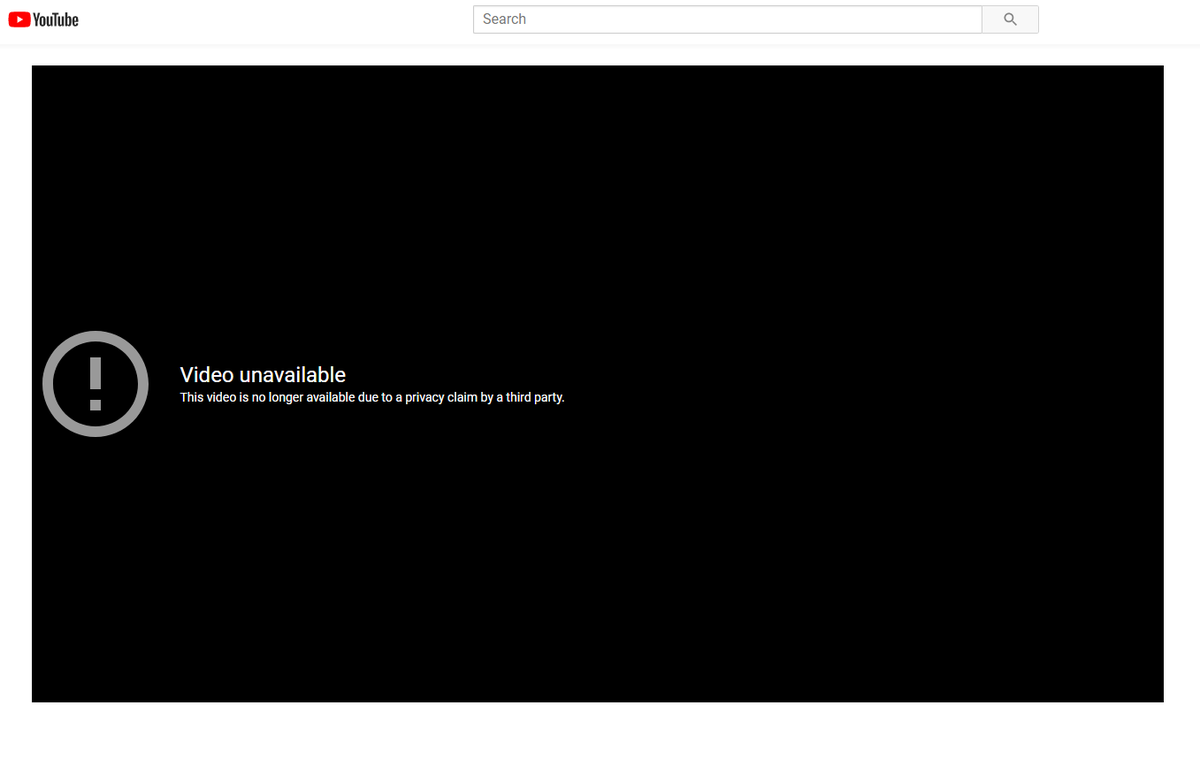 YouTube
Search
Video unavailable
This video is no longer available due to a privacy claim by a third party.